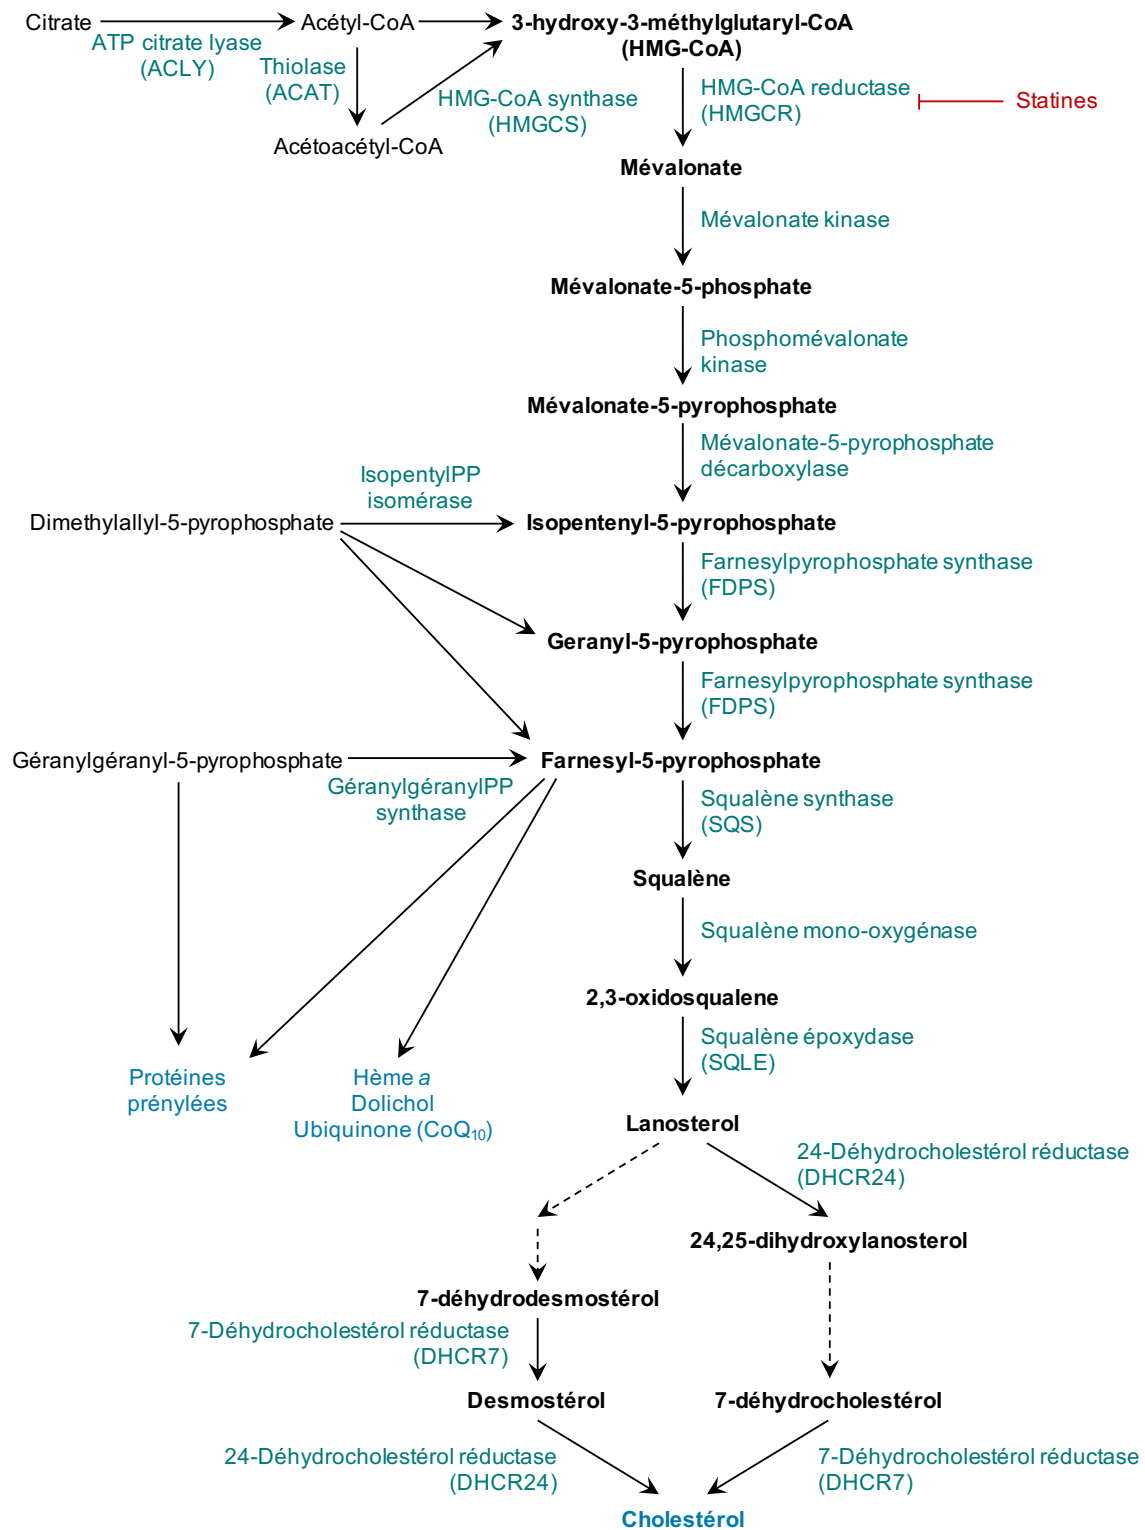 Citrate
ATP citrate lyase
(ACLY)
Acétyl-CoA
Thiolase
(ACAT)
Acétoacétyl-CoA
HMG-CoA synthase
(HMGCS)
3-hydroxy-3-méthylglutaryl-CoA
(HMG-CoA)
HMG-CoA reductase
(HMGCR)
Statines
Mévalonate
Mévalonate kinase
Mévalonate-5-phosphate
Phosphomévalonate
kinase
Mévalonate-5-pyrophosphate
Mévalonate-5-pyrophosphate
décarboxylase
IsopentylPP
isomérase
Dimethylallyl-5-pyrophosphate
Isopentenyl-5-pyrophosphate
Farnesylpyrophosphate synthase
(FDPS)
Geranyl-5-pyrophosphate
Farnesylpyrophosphate synthase
(FDPS)
Géranylgéranyl-5-pyrophosphate
GéranylgéranylPP
synthase
Farnesyl-5-pyrophosphate
Squalène synthase
(SQS)
Squalène
Squalène mono-oxygénase
2,3-oxidosqualene
Squalène époxydase
(SQLE)
Protéines
prénylées
Hème a
Dolichol
Ubiquinone (CoQ₁₀)
Lanosterol
24-Déhydrocholestérol réductase
(DHCR24)
24,25-dihydroxylanosterol
7-déhydrodesmostérol
7-Déhydrocholestérol réductase
(DHCR7)
Desmostérol
7-déhydrocholestérol
24-Déhydrocholestérol réductase
(DHCR24)
7-Déhydrocholestérol réductase
(DHCR7)
Cholestérol